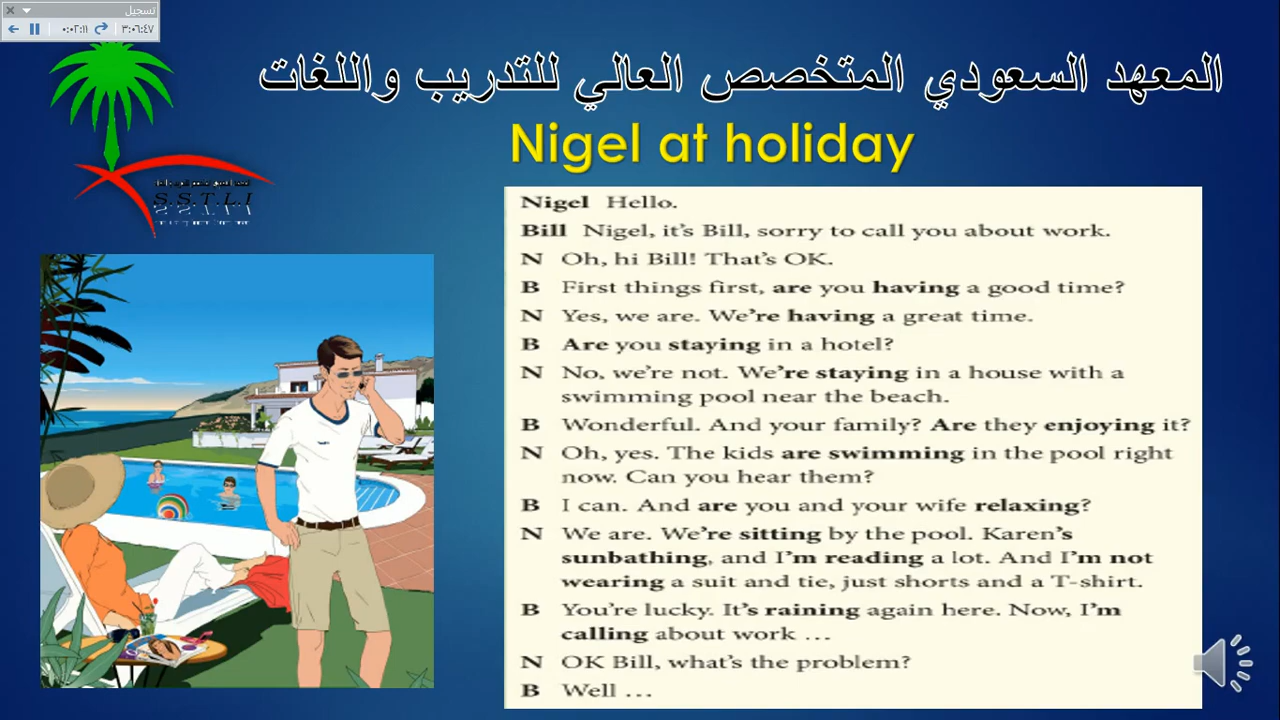 تسجيل
٠:٠٢:١١ ٣:٠٦:٤٧
المعهد السعودي المتخصص العالي للتدريب واللغات
Nigel at holiday
S.S.T.L.I
Nigel Hello.
Bill Nigel, it's Bill, sorry to call you about work.
N Oh, hi Bill! That's OK.
B First things first, are you having a good time?
N Yes, we are. We're having a great time.
B Are you staying in a hotel?
N No, we're not. We're staying in a house with a
swimming pool near the beach.
B Wonderful. And your family? Are they enjoying it?
N Oh, yes. The kids are swimming in the pool right
now. Can you hear them?
B I can. And are you and your wife relaxing?
N We are. We're sitting by the pool. Karen's
sunbathing, and I'm reading a lot. And I'm not
wearing a suit and tie, just shorts and a T-shirt.
B You're lucky. It's raining again here. Now, I'm
calling about work …
N OK Bill, what's the problem?
B Well …